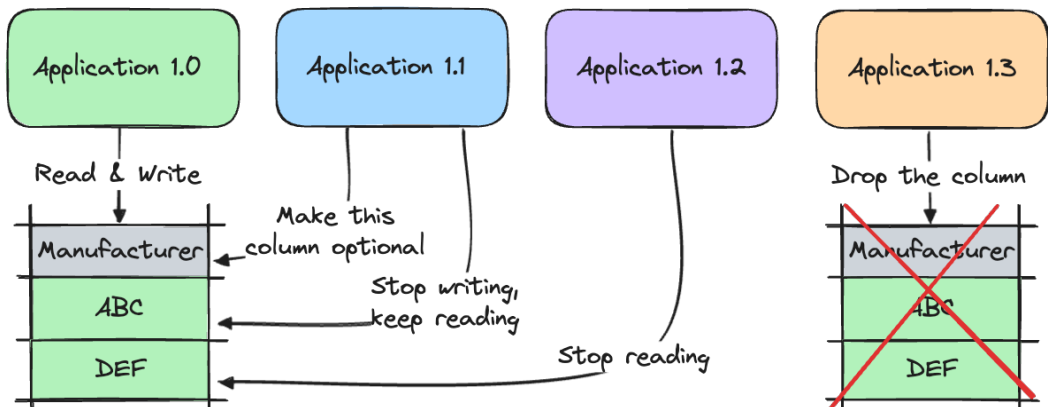 Application 1.0
Application 1.1
Application 1.2
Application 1.3
Read & Write
Make this
column optional
Stop writing,
keep reading
Stop reading
Drop the column
Manufacturer
ABC
DEF
Manufacturer
ABC
DEF